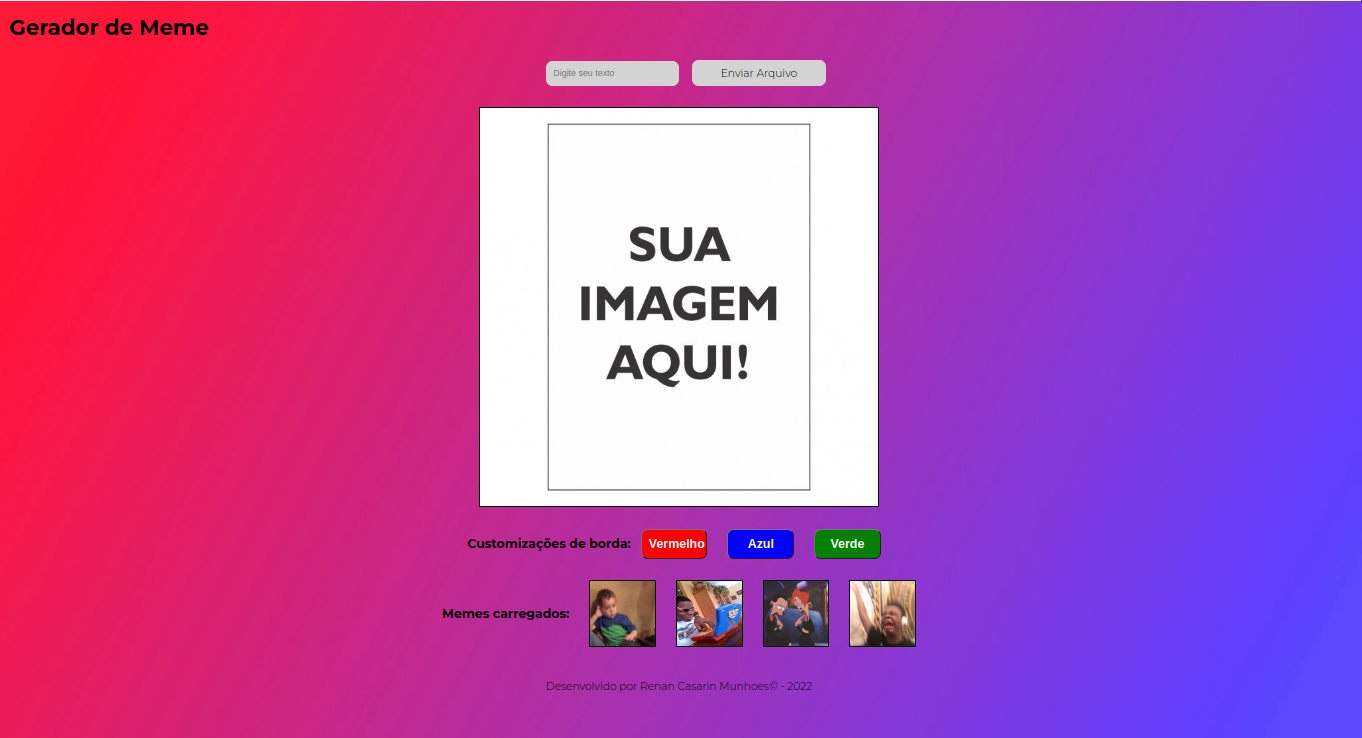 Gerador de Meme
Digite seu texto
Enviar Arquivo
SUA
IMAGEM
AQUI!
Customizações de borda:
Vermelho
Azul
Verde
Memes carregados:
Desenvolvido por Renan Casarin Munhoes© - 2022